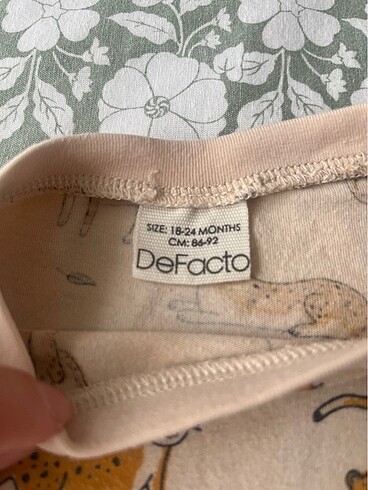 SIZE: 18-24 MONTHS
CM: 86-92
DeFacto